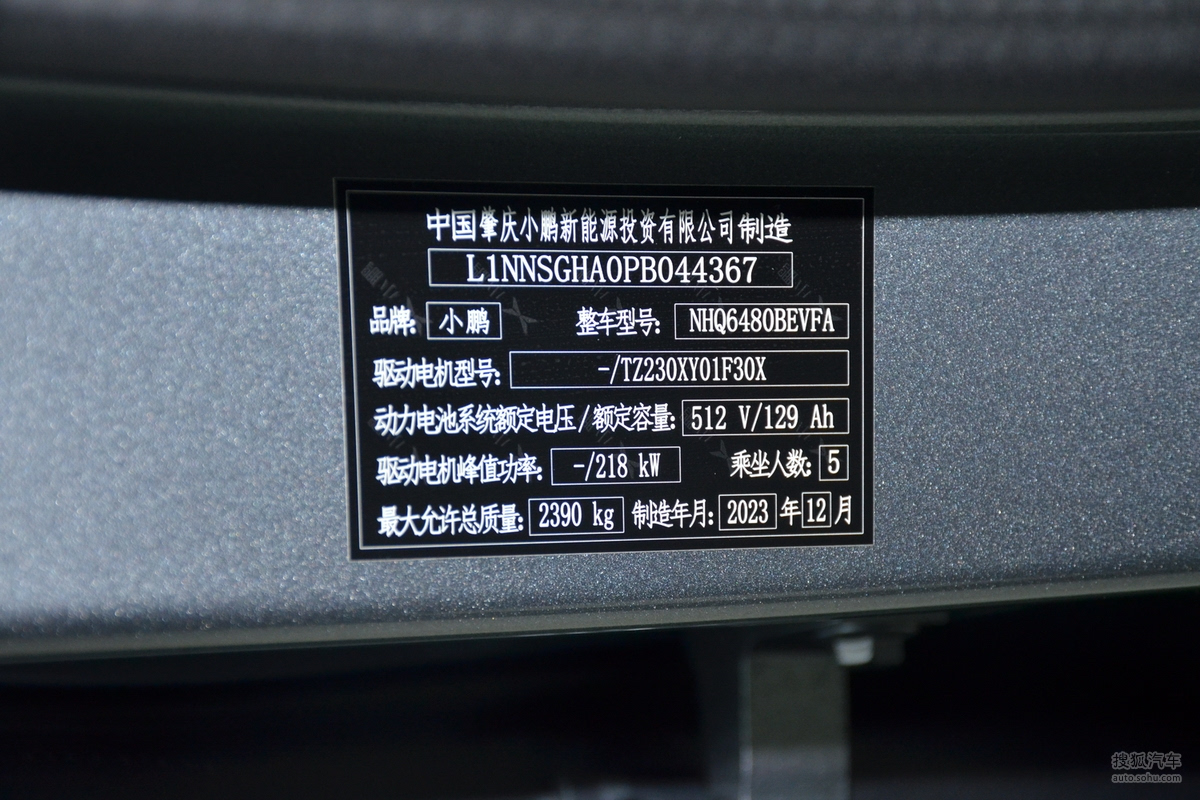 中国肇庆小鹏新能源投资有限公司制造
L1NNSGHA0PB044367
品牌: 小鹏 整车型号: NHQ6480BEVFA
驱动电机型号: -/TZ230XY01F30X
动力电池系统额定电压/额定容量: 512 V/129 Ah
驱动电机峰值功率: -/218 kW 乘坐人数: 5
最大允许总质量: 2390 kg 制造年月: 2023 年 12 月
搜狐汽车
auto.sohu.com